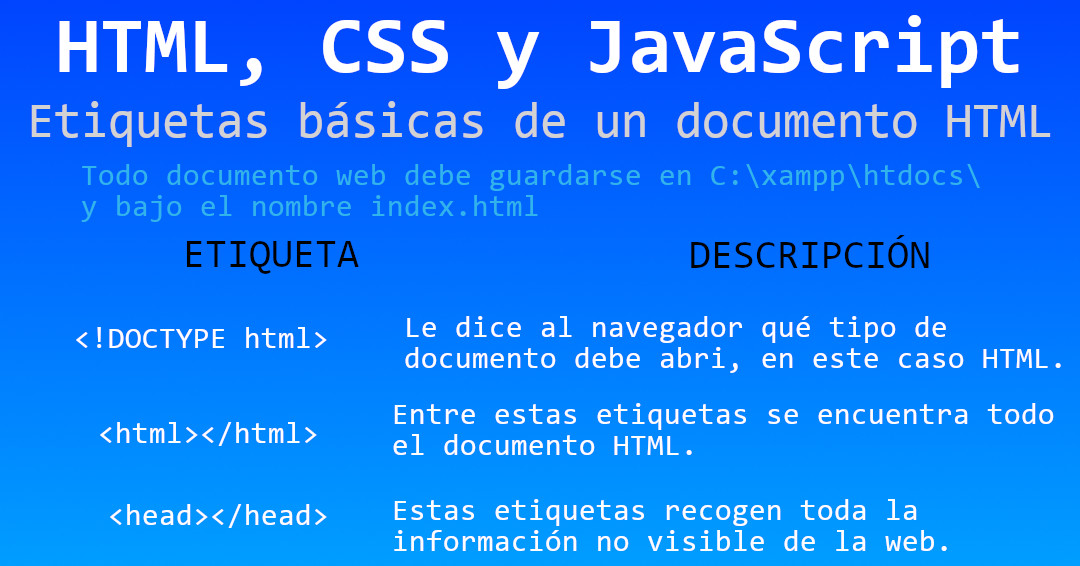 HTML, CSS y JavaScript
Etiquetas básicas de un documento HTML
Todo documento web debe guardarse en C:\xampp\htdocs\
y bajo el nombre index.html
ETIQUETA
DESCRIPCIÓN
<!DOCTYPE html>
Le dice al navegador qué tipo de
documento debe abri, en este caso HTML.
<html></html>
Entre estas etiquetas se encuentra todo
el documento HTML.
<head></head>
Estas etiquetas recogen toda la
información no visible de la web.